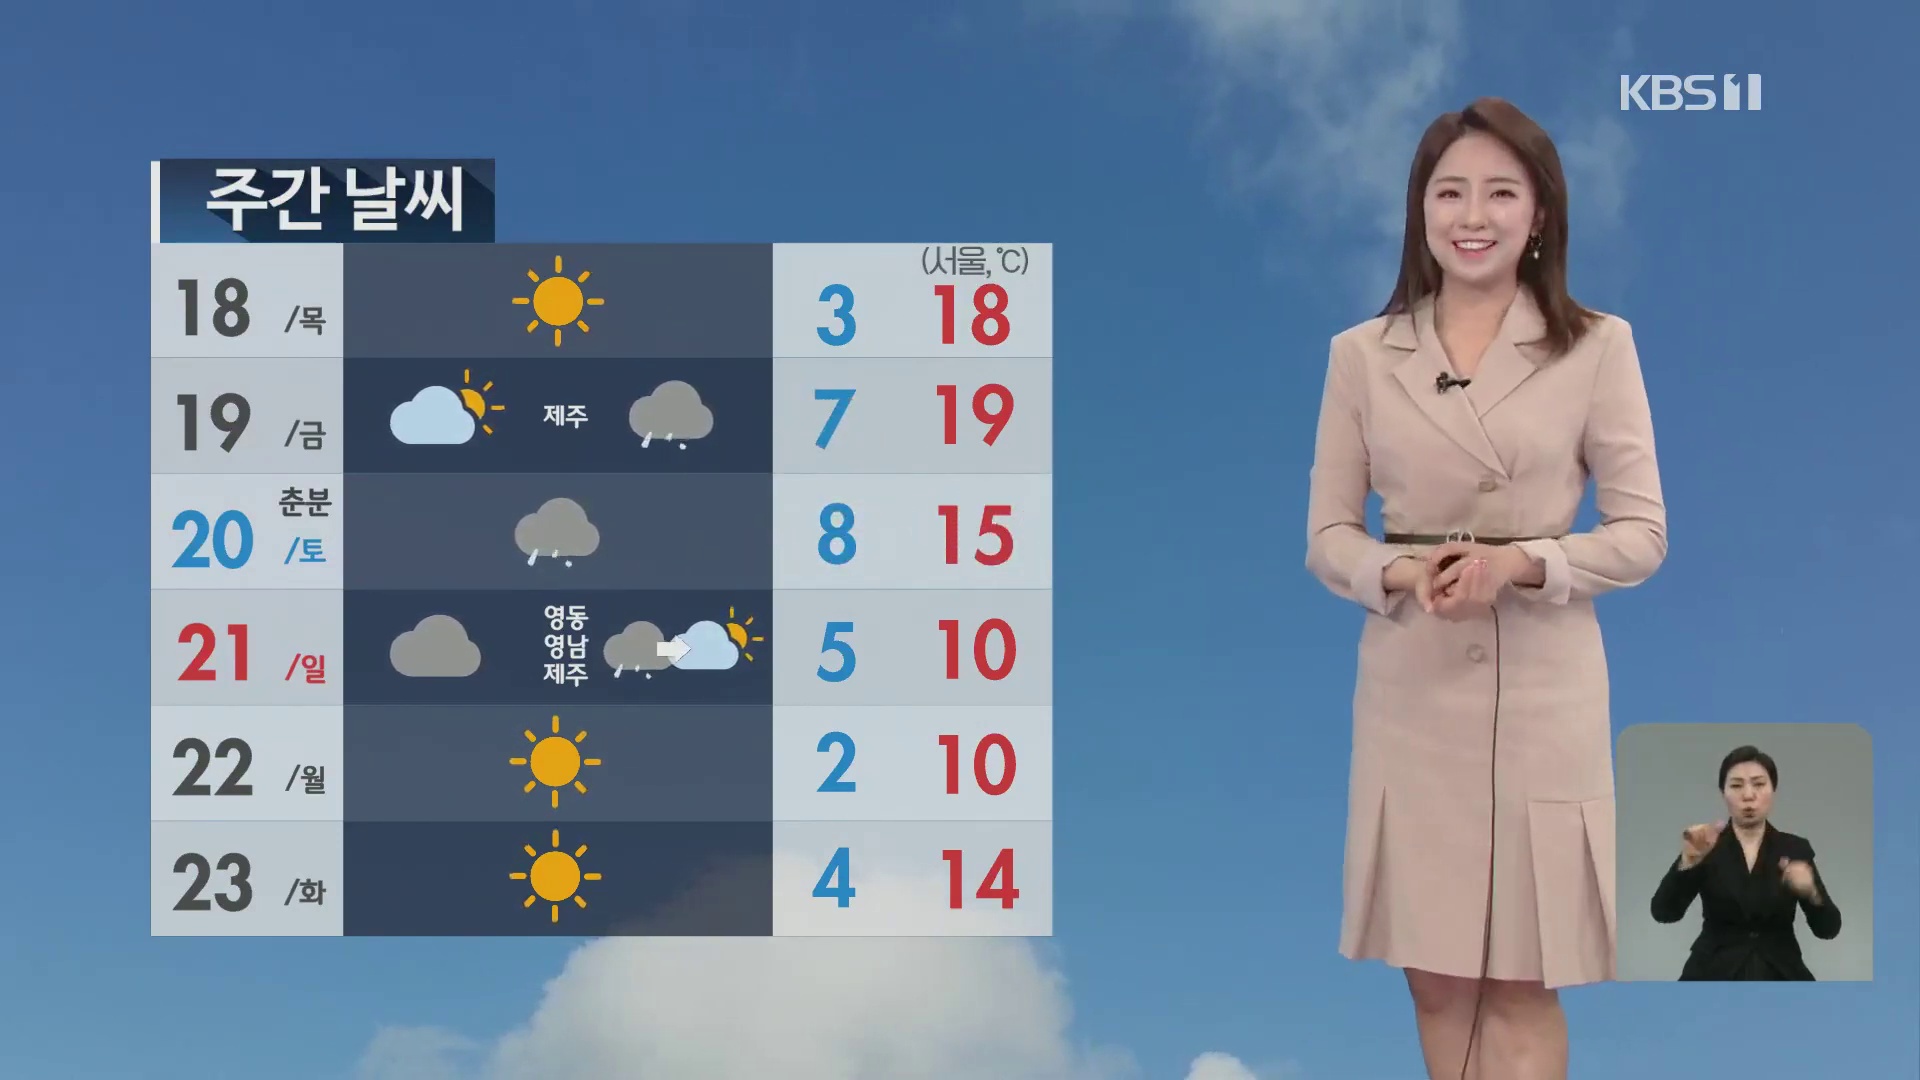 KBS 1
주간 날씨
(서울, ℃)
18 /목 3 18
19 /금 제주 7 19
20 춘분 /토 8 15
21 /일 영동 영남 제주 5 10
22 /월 2 10
23 /화 4 14